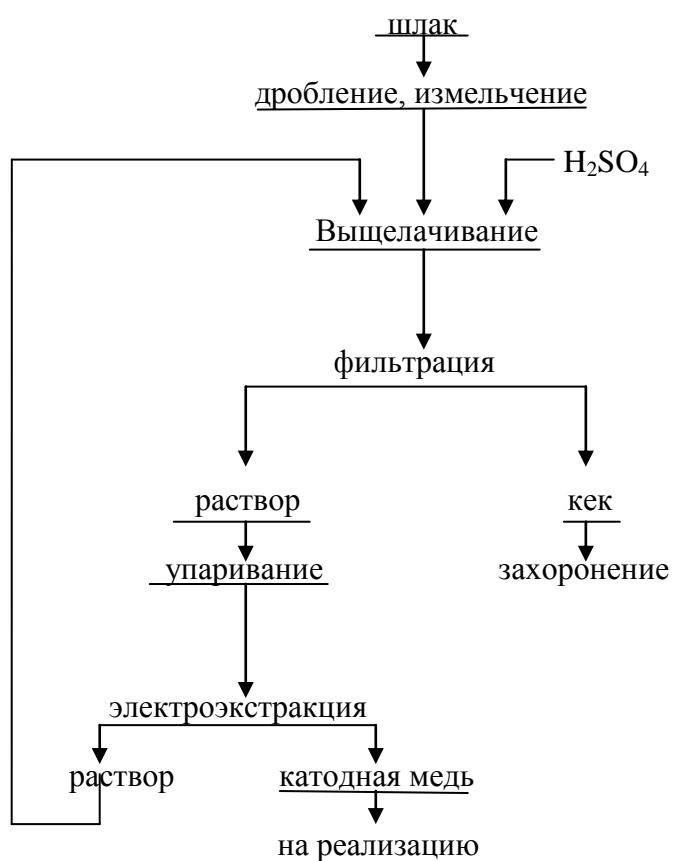 шлак
дробление, измельчение
H₂SO₄
Выщелачивание
фильтрация
раствор
кек
упаривание
захоронение
электроэкстракция
раствор
катодная медь
на реализацию